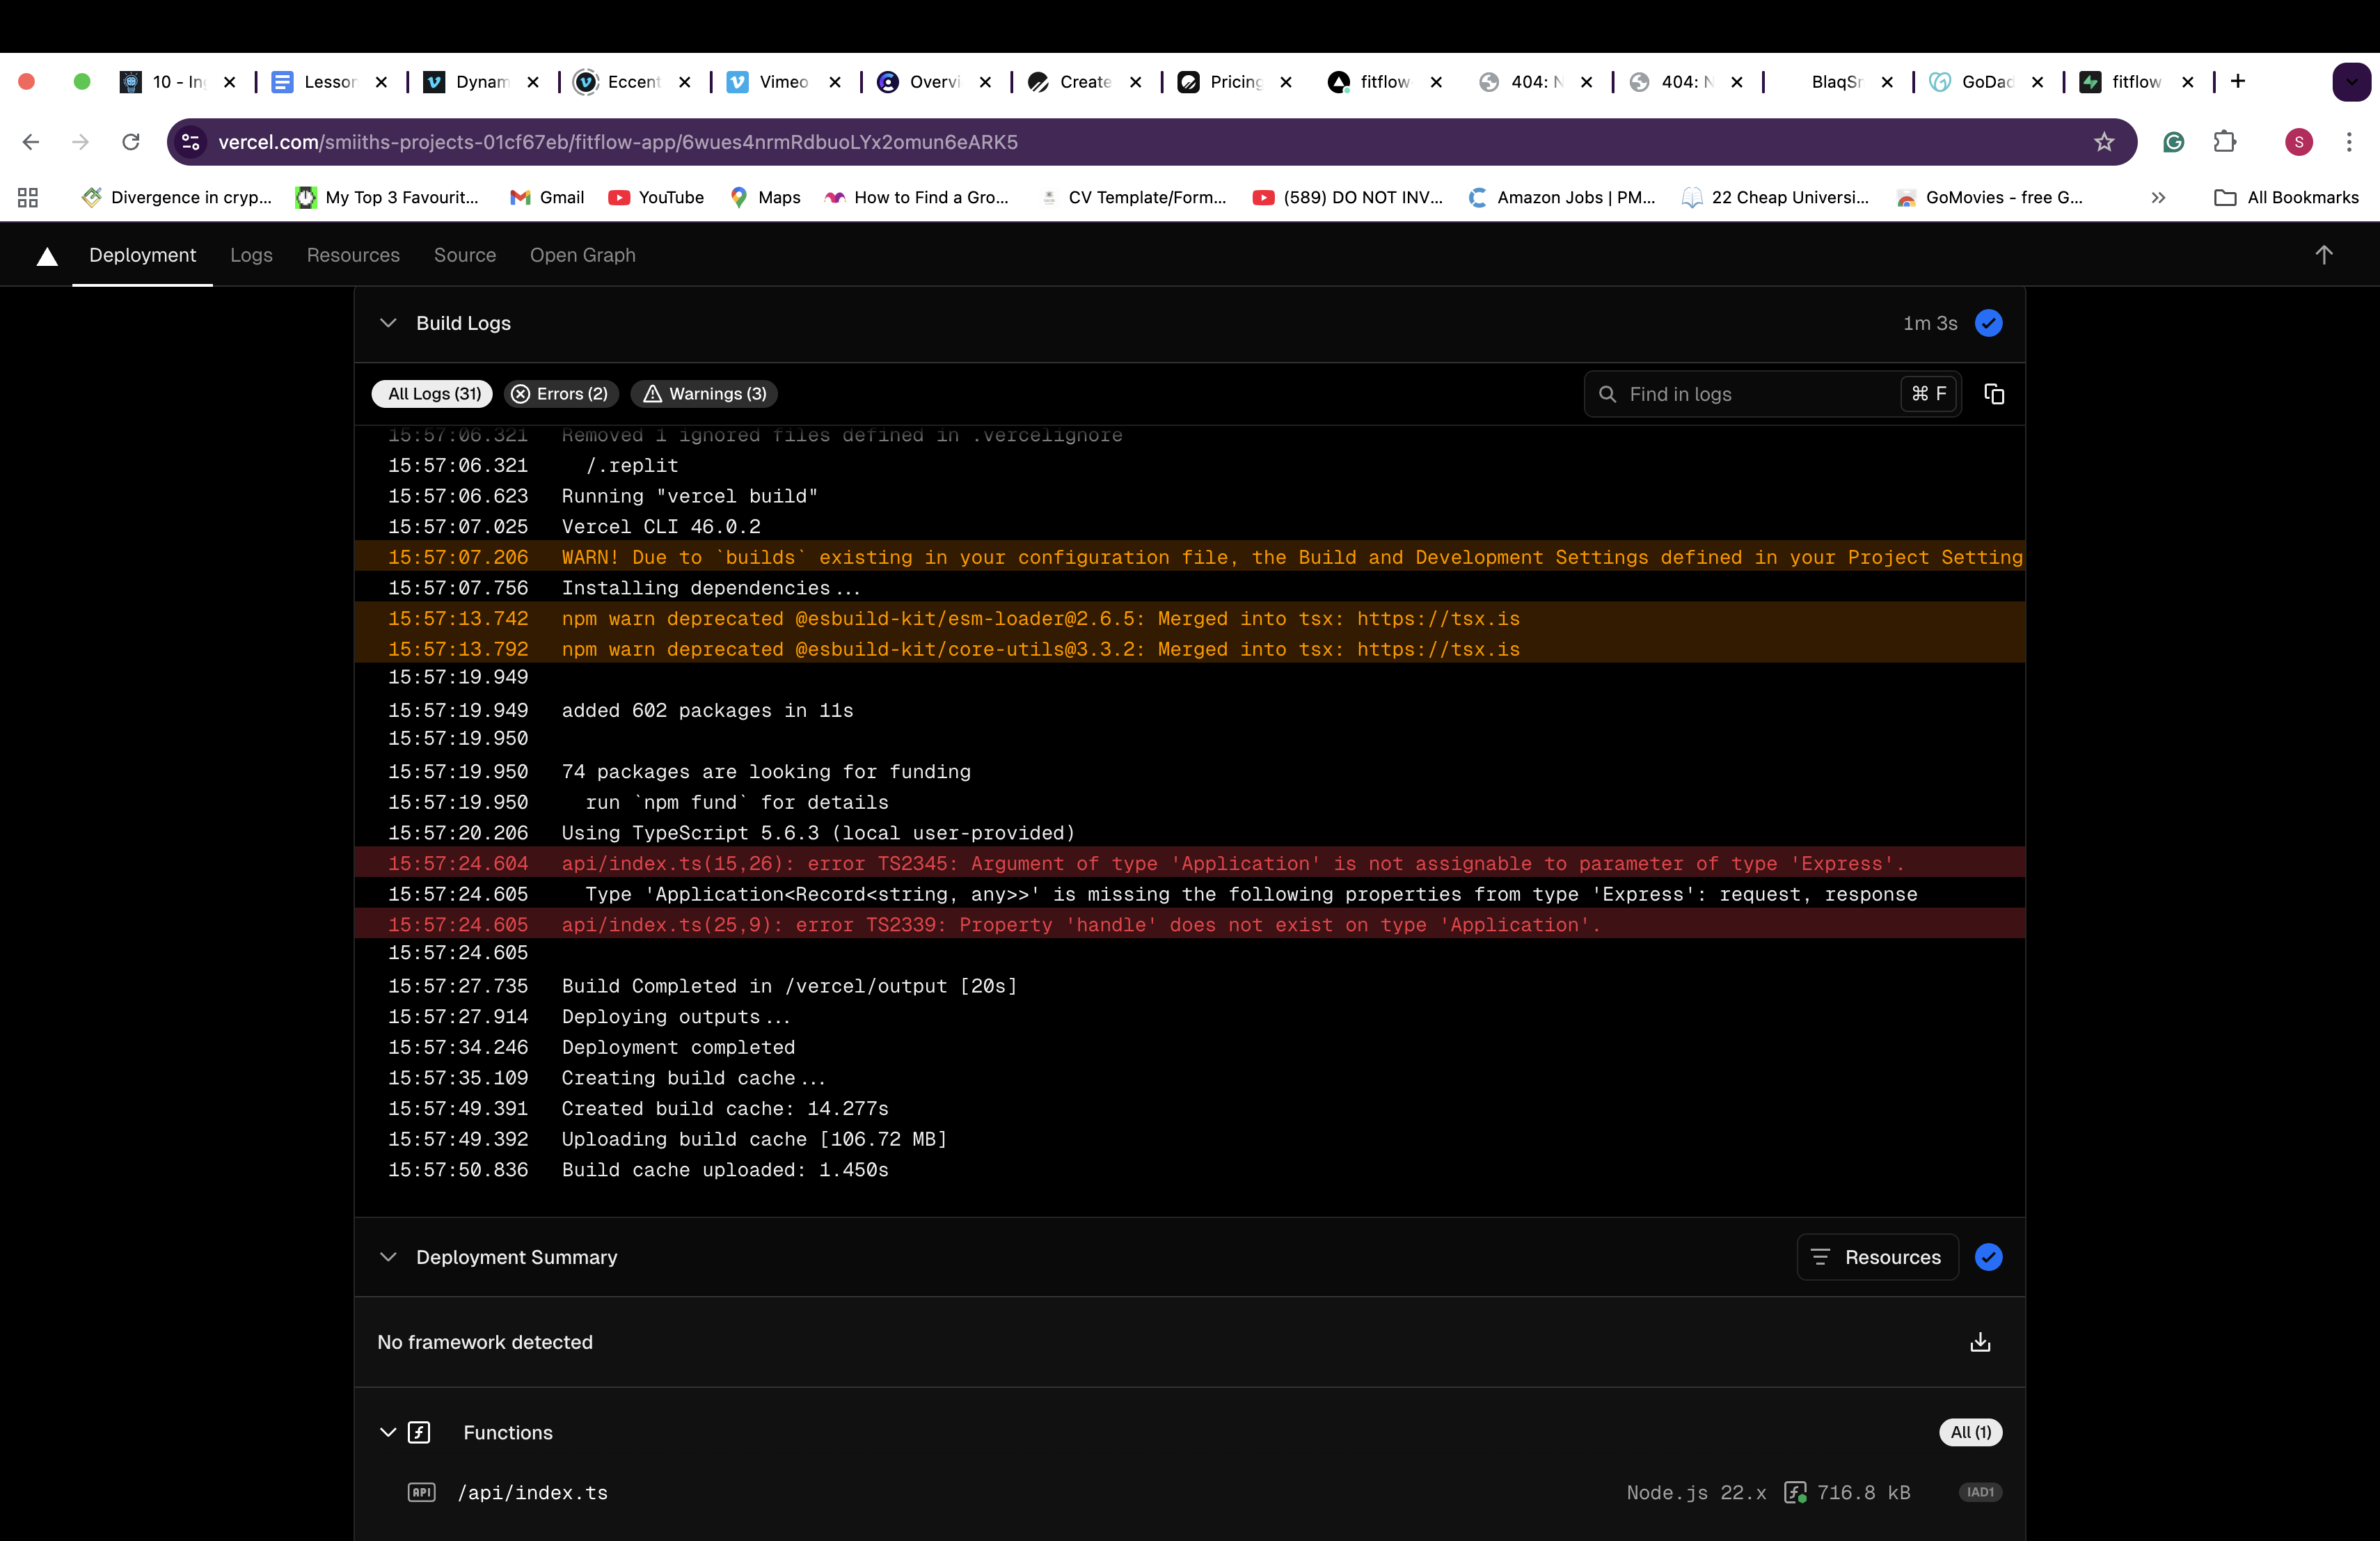 10 - In
Lesson
Dynam
Eccent
Vimeo
Overvi
Create
Pricing
fitflow
404: N
404: N
BlaqSn
GoDad
fitflow
vercel.com/smiiths-projects-01cf67eb/fitflow-app/6wues4nrmRdbuoLYx2omun6eARK5
S
Divergence in cryp...
My Top 3 Favourit...
Gmail
YouTube
Maps
How to Find a Gro...
CV Template/Form...
(589) DO NOT INV...
Amazon Jobs | PM...
22 Cheap Universi...
GoMovies - free G...
All Bookmarks
Deployment Logs Resources Source Open Graph
Build Logs 1m 3s
All Logs (31) Errors (2) Warnings (3) Find in logs ⌘ F
15:57:06.321 Removed 1 ignored files defined in .vercelignore
15:57:06.321 /.replit
15:57:06.623 Running "vercel build"
15:57:07.025 Vercel CLI 46.0.2
15:57:07.206 WARN! Due to `builds` existing in your configuration file, the Build and Development Settings defined in your Project Setting
15:57:07.756 Installing dependencies...
15:57:13.742 npm warn deprecated @esbuild-kit/esm-loader@2.6.5: Merged into tsx: https://tsx.is
15:57:13.792 npm warn deprecated @esbuild-kit/core-utils@3.3.2: Merged into tsx: https://tsx.is
15:57:19.949
15:57:19.949 added 602 packages in 11s
15:57:19.950
15:57:19.950 74 packages are looking for funding
15:57:19.950 run `npm fund` for details
15:57:20.206 Using TypeScript 5.6.3 (local user-provided)
15:57:24.604 api/index.ts(15,26): error TS2345: Argument of type 'Application' is not assignable to parameter of type 'Express'.
15:57:24.605 Type 'Application<Record<string, any>>' is missing the following properties from type 'Express': request, response
15:57:24.605 api/index.ts(25,9): error TS2339: Property 'handle' does not exist on type 'Application'.
15:57:24.605
15:57:27.735 Build Completed in /vercel/output [20s]
15:57:27.914 Deploying outputs...
15:57:34.246 Deployment completed
15:57:35.109 Creating build cache...
15:57:49.391 Created build cache: 14.277s
15:57:49.392 Uploading build cache [106.72 MB]
15:57:50.836 Build cache uploaded: 1.450s
Deployment Summary Resources
No framework detected
Functions All (1)
API /api/index.ts Node.js 22.x 716.8 kB IAD1